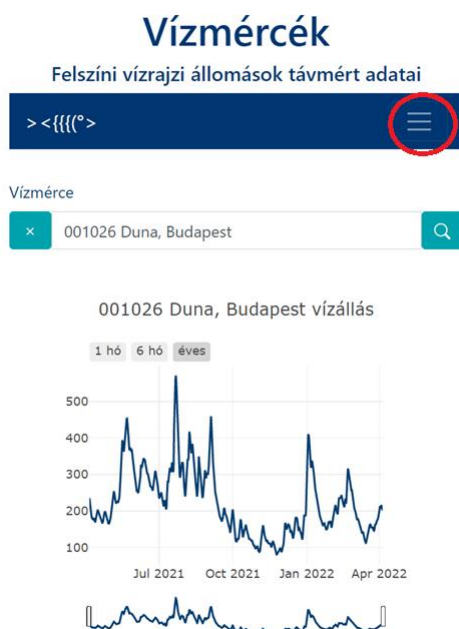 Vízmércék
Felszíni vízrajzi állomások távmért adatai
><{{{(°>
Vízmérce
× 001026 Duna, Budapest
001026 Duna, Budapest vízállás
1 hó 6 hó éves
500
400
300
200
100
Jul 2021 Oct 2021 Jan 2022 Apr 2022